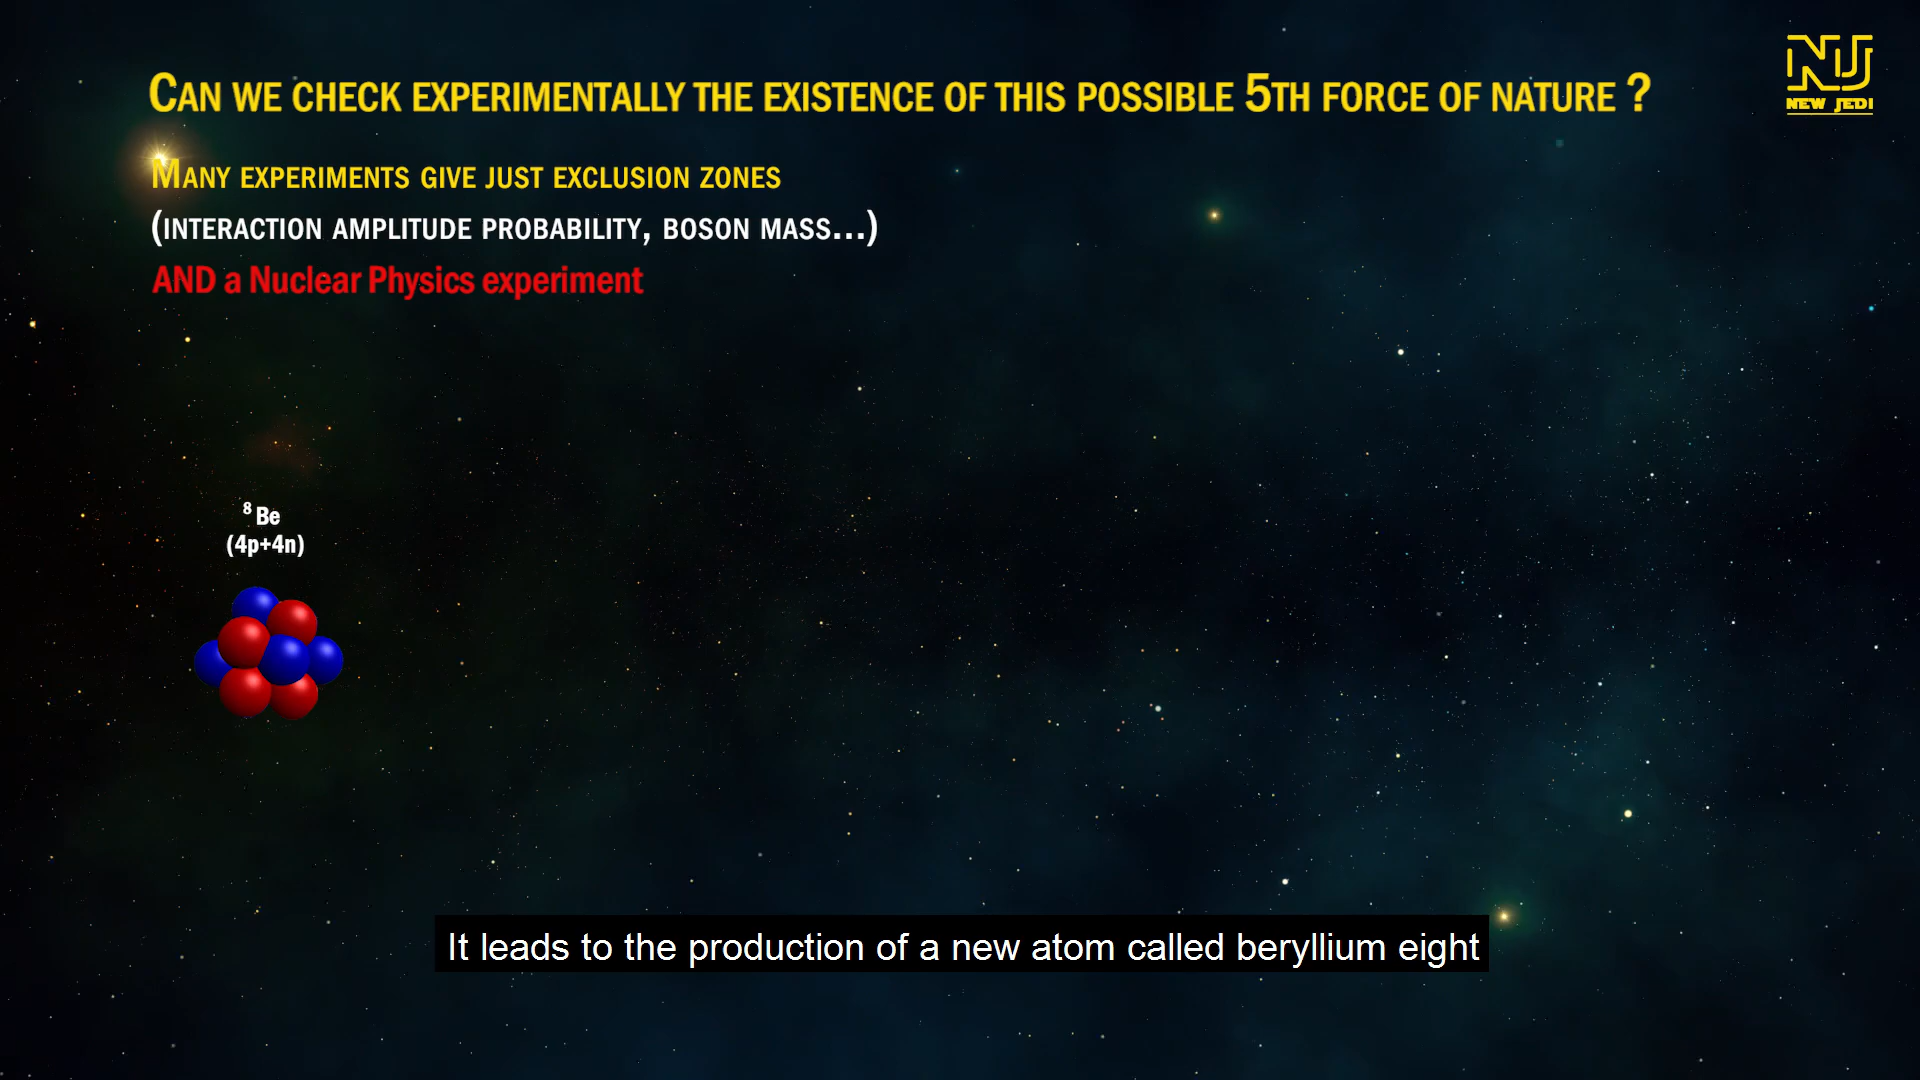 CAN WE CHECK EXPERIMENTALLY THE EXISTENCE OF THIS POSSIBLE 5TH FORCE OF NATURE ?
NJ
NEW JEDI
MANY EXPERIMENTS GIVE JUST EXCLUSION ZONES
(INTERACTION AMPLITUDE PROBABILITY, BOSON MASS...)
AND a Nuclear Physics experiment
⁸Be
(4p+4n)
It leads to the production of a new atom called beryllium eight